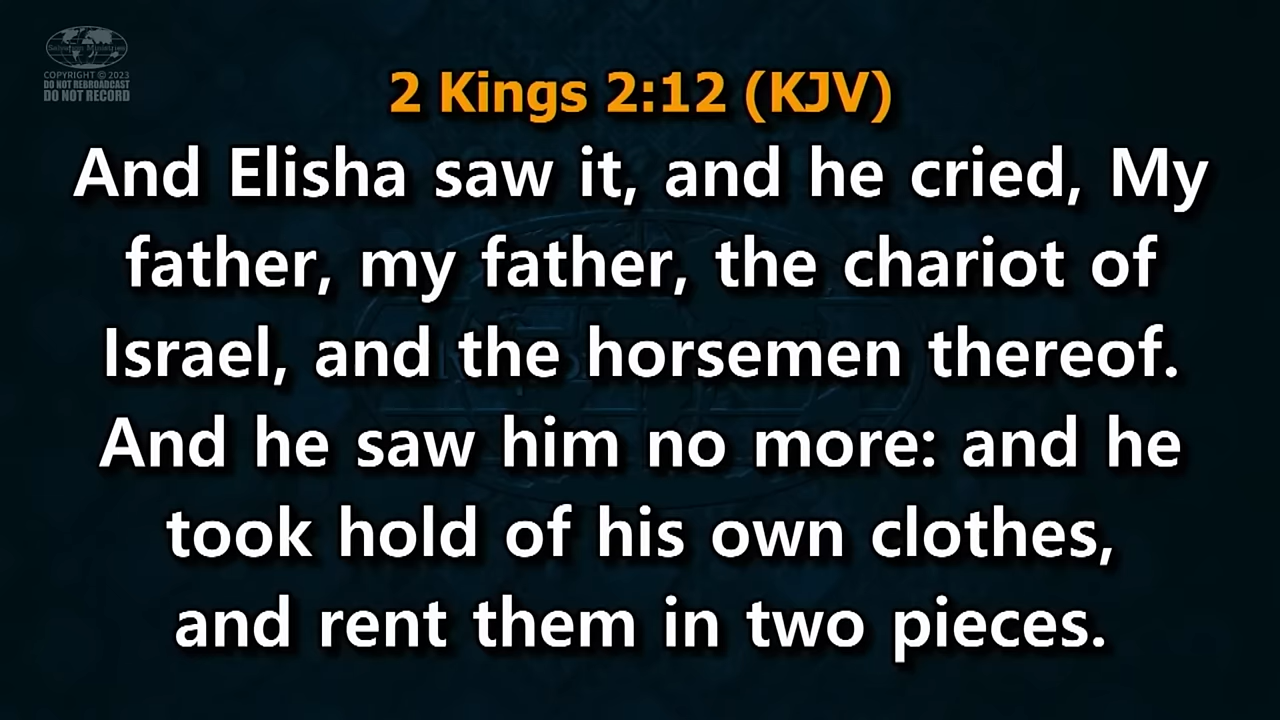 Salvation Ministries
COPYRIGHT © 2023
DO NOT REBROADCAST
DO NOT RECORD
2 Kings 2:12 (KJV)
And Elisha saw it, and he cried, My
father, my father, the chariot of
Israel, and the horsemen thereof.
And he saw him no more: and he
took hold of his own clothes,
and rent them in two pieces.